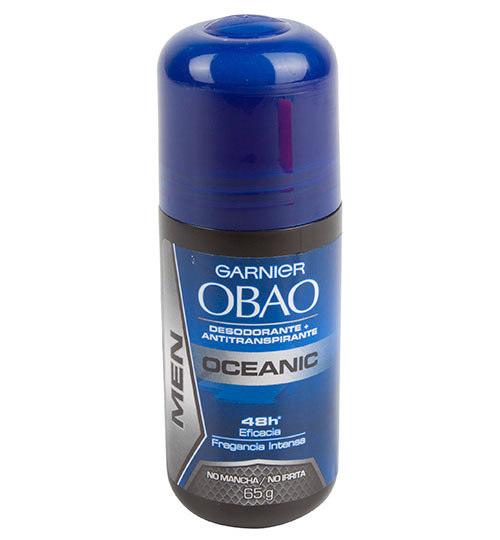 GARNIER
OBAO
DESODORANTE +
ANTITRANSPIRANTE
MEN
OCEANIC
48h*
Eficacia
Fragancia Intensa
NO MANCHA / NO IRRITA
65 g